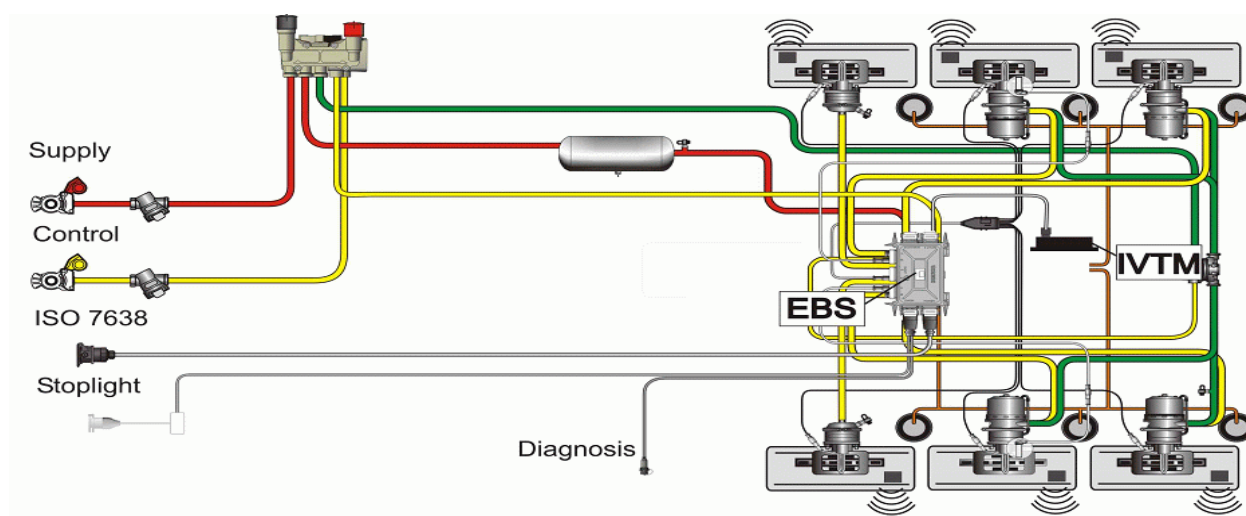 Supply
Control
ISO 7638
Stoplight
Diagnosis
EBS
IVTM